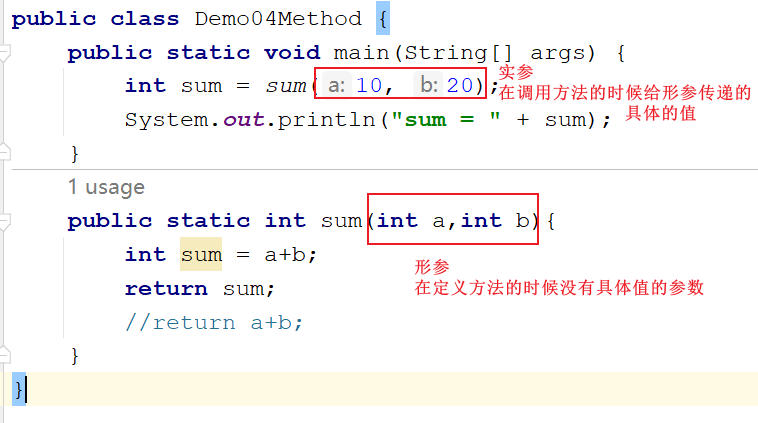 public class Demo04Method {
public static void main(String[] args) {
int sum = sum( a: 10, b: 20);
实参
在调用方法的时候给形参传递的
具体的值
System.out.println("sum = " + sum);
}
1 usage
public static int sum(int a,int b){
int sum = a+b;
形参
在定义方法的时候没有具体值的参数
return sum;
//return a+b;
}
}